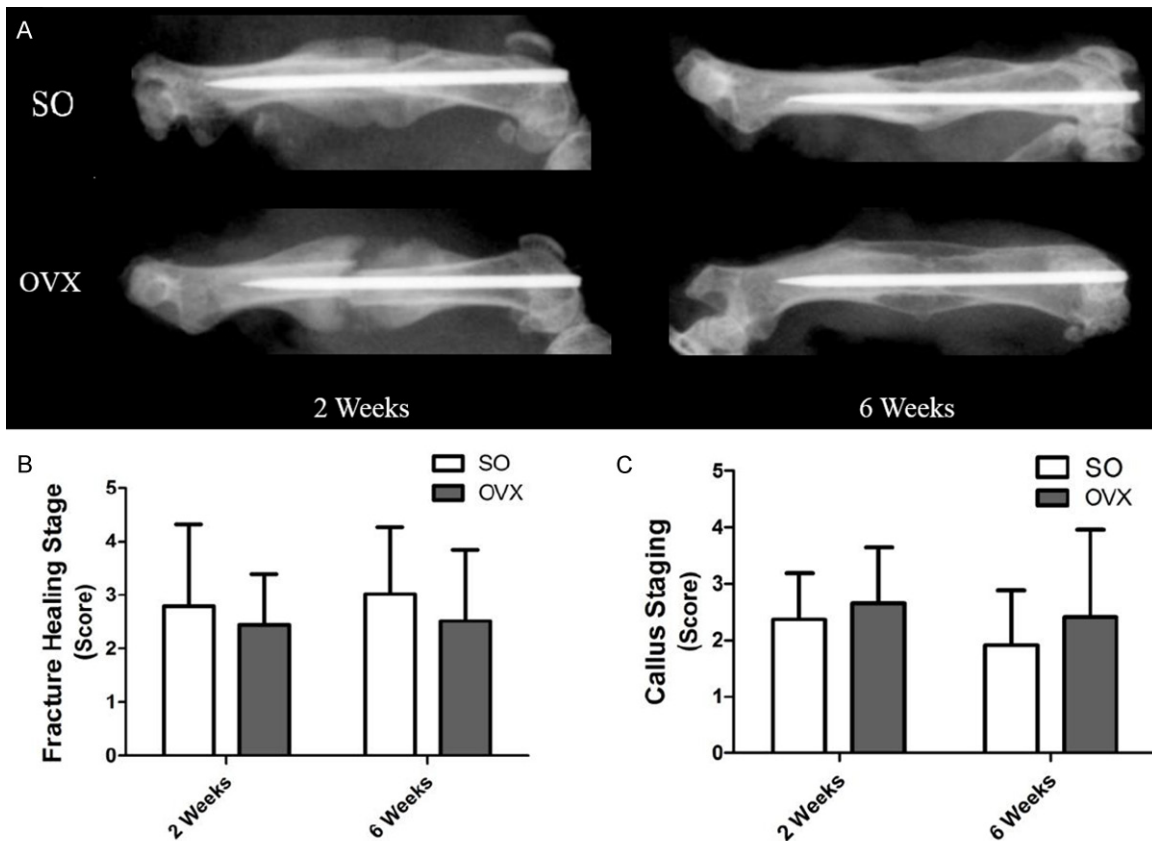 A
SO
OVX
2 Weeks
6 Weeks
B
SO
OVX
Fracture Healing Stage
(Score)
5
4
3
2
1
0
2 Weeks
6 Weeks
C
SO
OVX
Callus Staging
(Score)
5
4
3
2
1
0
2 Weeks
6 Weeks